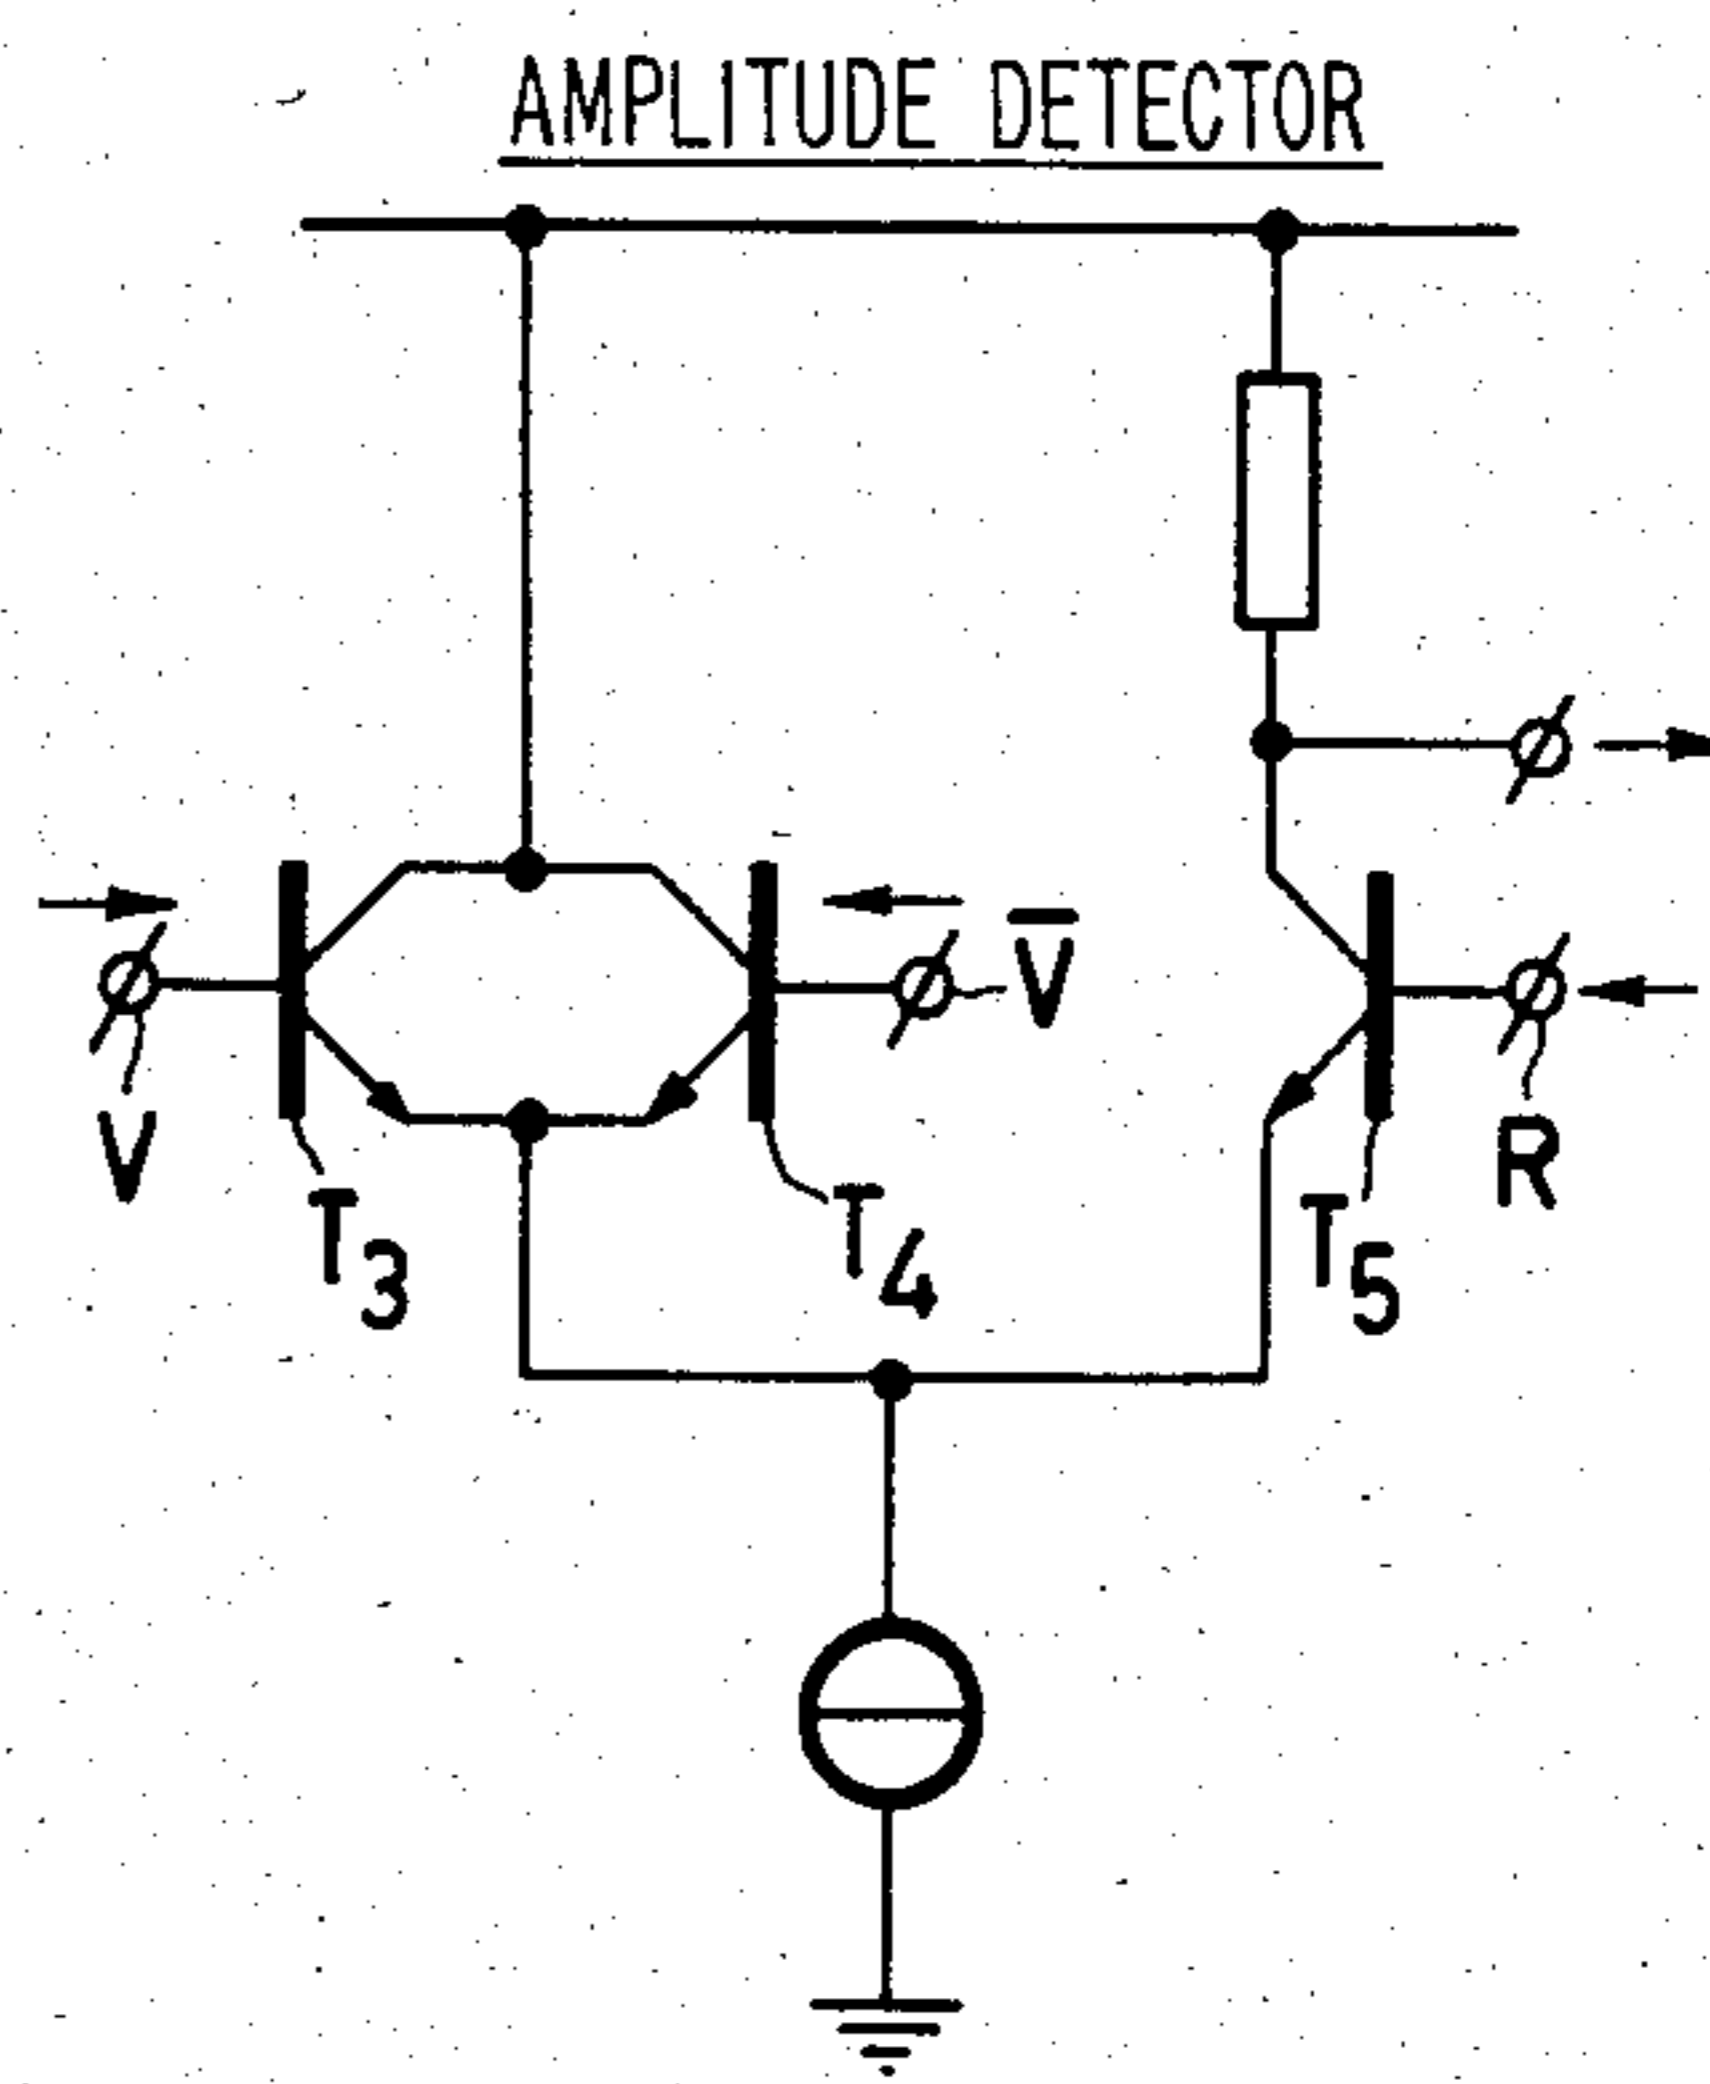 AMPLITUDE DETECTOR
V̅
V
R
T3
T4
T5